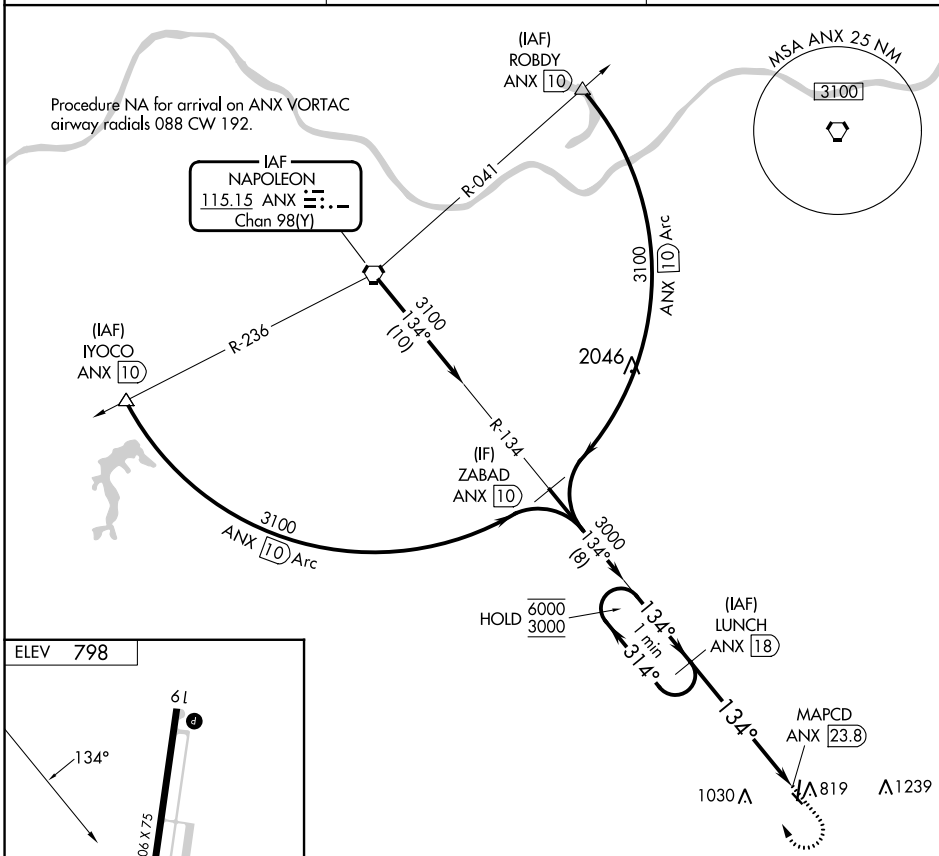 MSA ANX 25 NM
3100
(IAF)
ROBDY
ANX 10
Procedure NA for arrival on ANX VORTAC
airway radials 088 CW 192.
IAF
NAPOLEON
115.15 ANX
Chan 98(Y)
R-041
3100
ANX 10 Arc
3100
134°
(10)
R-236
(IAF)
IYOCO
ANX 10
2046
R-134
(IF)
ZABAD
ANX 10
3100
ANX 10 Arc
3000
134°
(8)
HOLD 6000
3000
134°
1 min
314°
(IAF)
LUNCH
ANX 18
134°
MAPCD
ANX 23.8
1030
819
1239
ELEV 798
19
P
134°
06 X 75